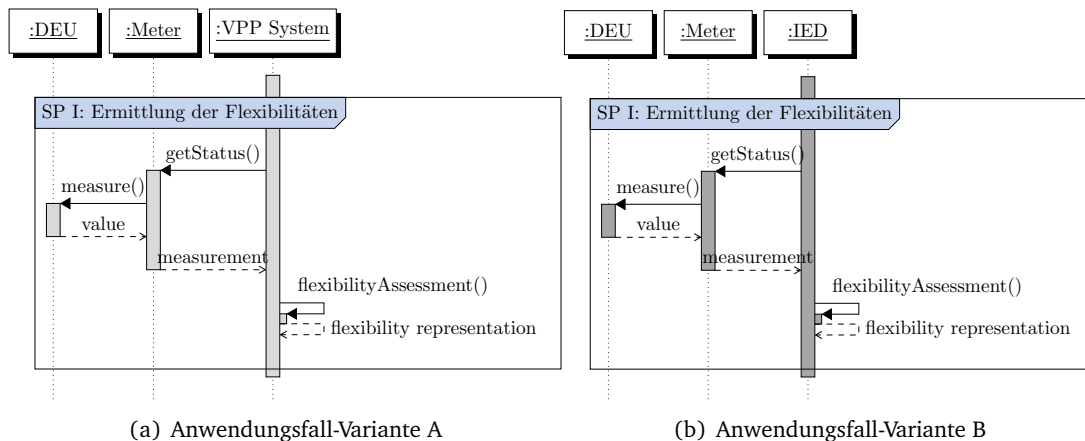 :DEU :Meter :VPP System
SP I: Ermittlung der Flexibilitäten
getStatus()
measure()
value
measurement
flexibilityAssessment()
flexibility representation
(a) Anwendungsfall-Variante A
:DEU :Meter :IED
SP I: Ermittlung der Flexibilitäten
getStatus()
measure()
value
measurement
flexibilityAssessment()
flexibility representation
(b) Anwendungsfall-Variante B